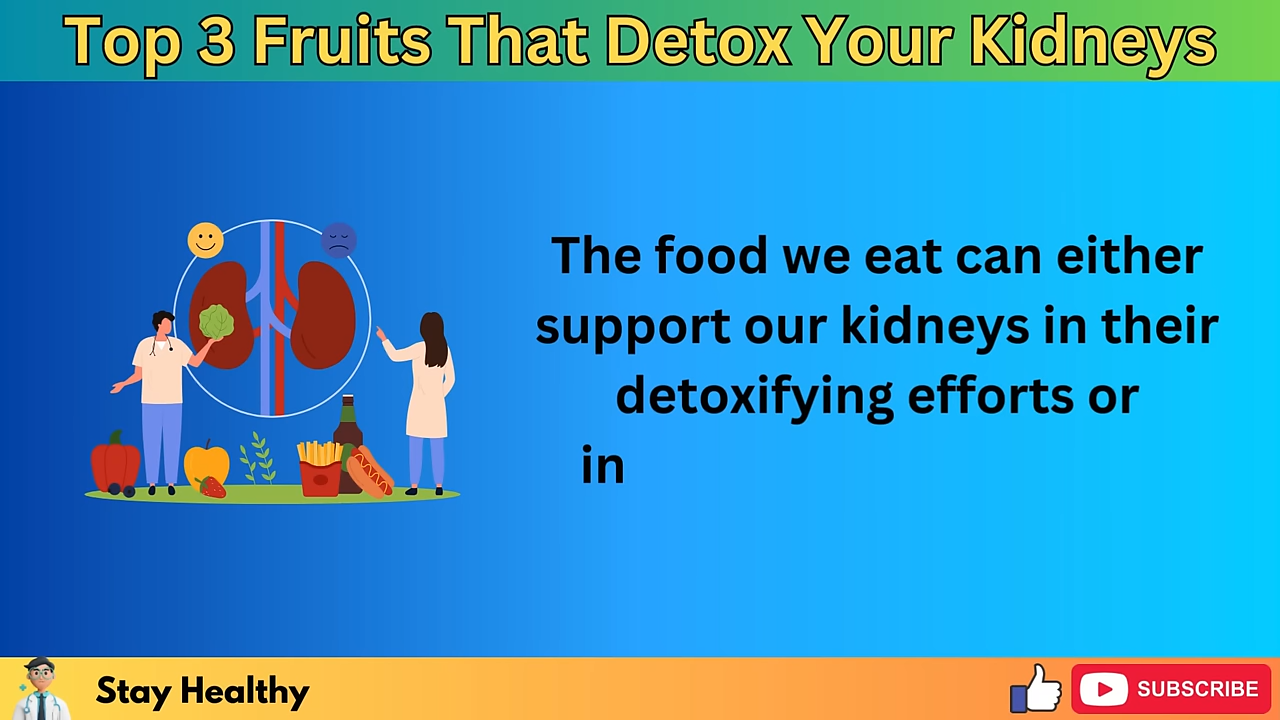 Top 3 Fruits That Detox Your Kidneys
The food we eat can either
support our kidneys in their
detoxifying efforts or
in
Stay Healthy
SUBSCRIBE